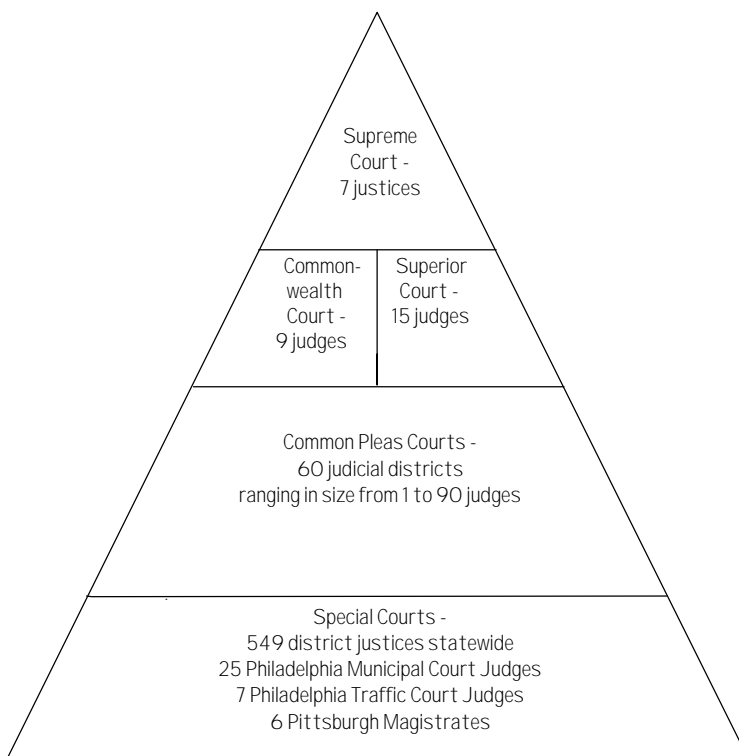 Supreme
Court -
7 justices
Common-
wealth
Court -
9 judges
Superior
Court -
15 judges
Common Pleas Courts -
60 judicial districts
ranging in size from 1 to 90 judges
Special Courts -
549 district justices statewide
25 Philadelphia Municipal Court Judges
7 Philadelphia Traffic Court Judges
6 Pittsburgh Magistrates